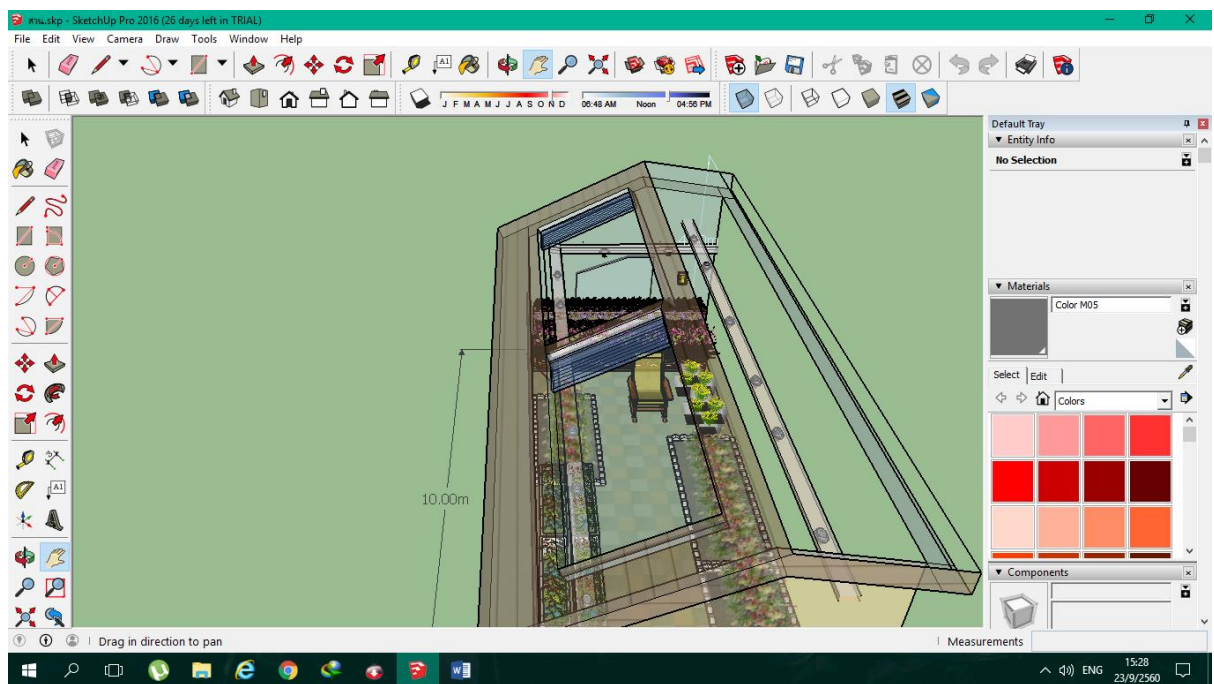 สวน.skp - SketchUp Pro 2016 (26 days left in TRIAL)
File Edit View Camera Draw Tools Window Help
A1
J F M A M J J A S O N D 06:48 AM Noon 04:56 PM
Default Tray
Entity Info
No Selection
Materials
Color M05
Select Edit
Colors
A1
10.00m
Components
Drag in direction to pan
Measurements
ENG
15:28
23/9/2560